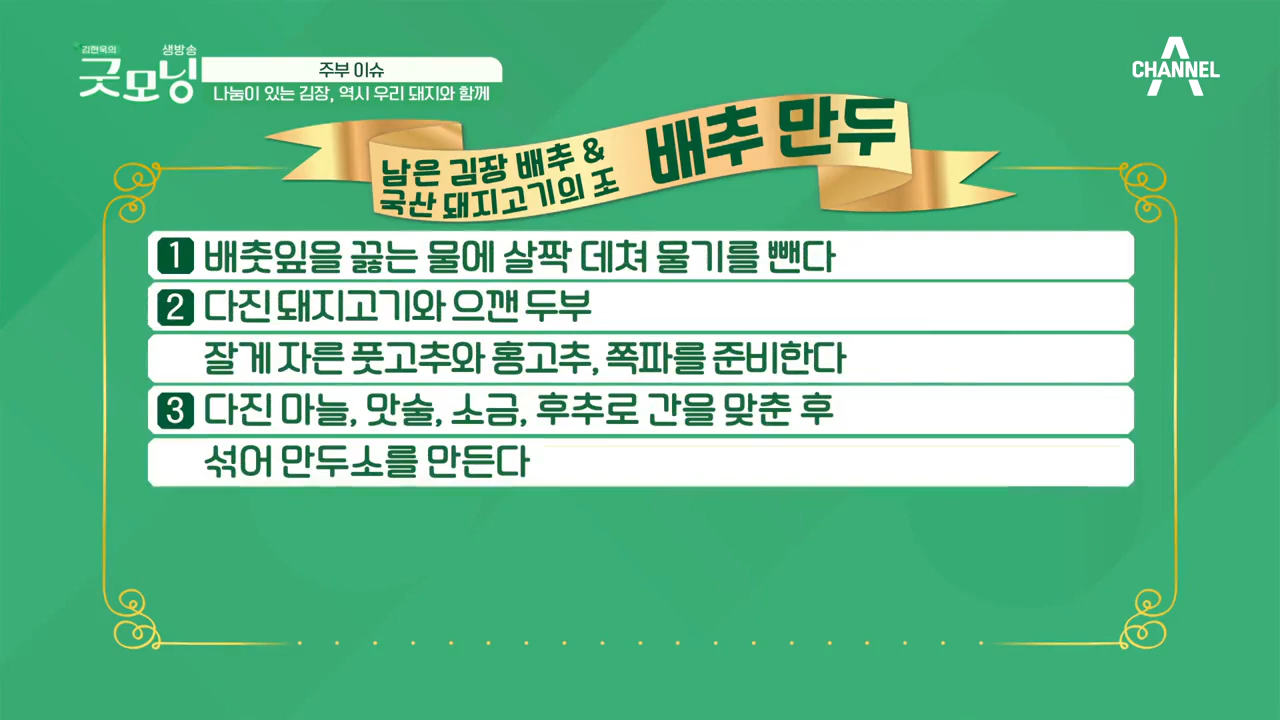 김현욱의 생방송
굿모닝
주부 이슈
나눔이 있는 김장, 역시 우리 돼지와 함께
CHANNEL A
남은 김장 배추 &
국산 돼지고기의 조
배추 만두
1 배춧잎을 끓는 물에 살짝 데쳐 물기를 뺀다
2 다진 돼지고기와 으깬 두부
잘게 자른 풋고추와 홍고추, 쪽파를 준비한다
3 다진 마늘, 맛술, 소금, 후추로 간을 맞춘 후
섞어 만두소를 만든다